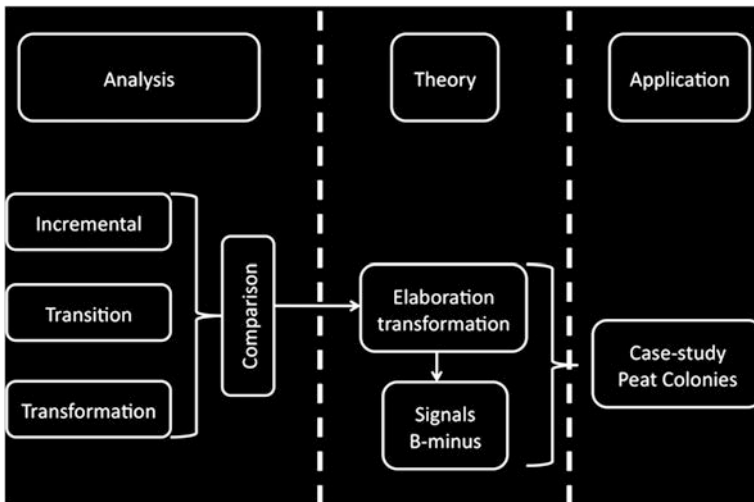 Analysis
Theory
Application
Incremental
Transition
Transformation
Comparison
Elaboration
transformation
Signals
B-minus
Case-study
Peat Colonies